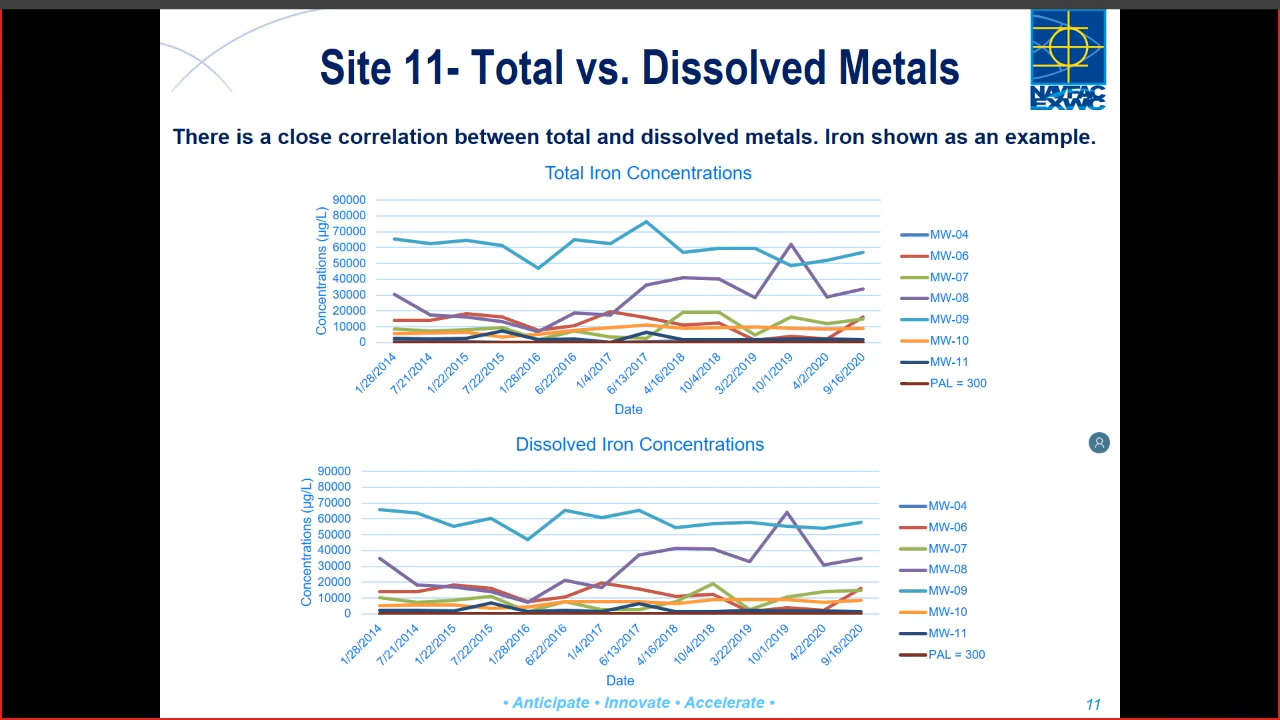 Site 11- Total vs. Dissolved Metals
NAVFAC
EXWC
There is a close correlation between total and dissolved metals. Iron shown as an example.
Total Iron Concentrations
Concentrations (µg/L)
90000
80000
70000
60000
50000
40000
30000
20000
10000
0
1/28/2014
7/21/2014
1/22/2015
7/22/2015
1/28/2016
6/22/2016
1/4/2017
6/13/2017
4/16/2018
10/4/2018
3/22/2019
10/1/2019
4/2/2020
9/16/2020
Date
MW-04
MW-06
MW-07
MW-08
MW-09
MW-10
MW-11
PAL = 300
Dissolved Iron Concentrations
Concentrations (µg/L)
90000
80000
70000
60000
50000
40000
30000
20000
10000
0
1/28/2014
7/21/2014
1/22/2015
7/22/2015
1/28/2016
6/22/2016
1/4/2017
6/13/2017
4/16/2018
10/4/2018
3/22/2019
10/1/2019
4/2/2020
9/16/2020
Date
MW-04
MW-06
MW-07
MW-08
MW-09
MW-10
MW-11
PAL = 300
• Anticipate • Innovate • Accelerate •
11